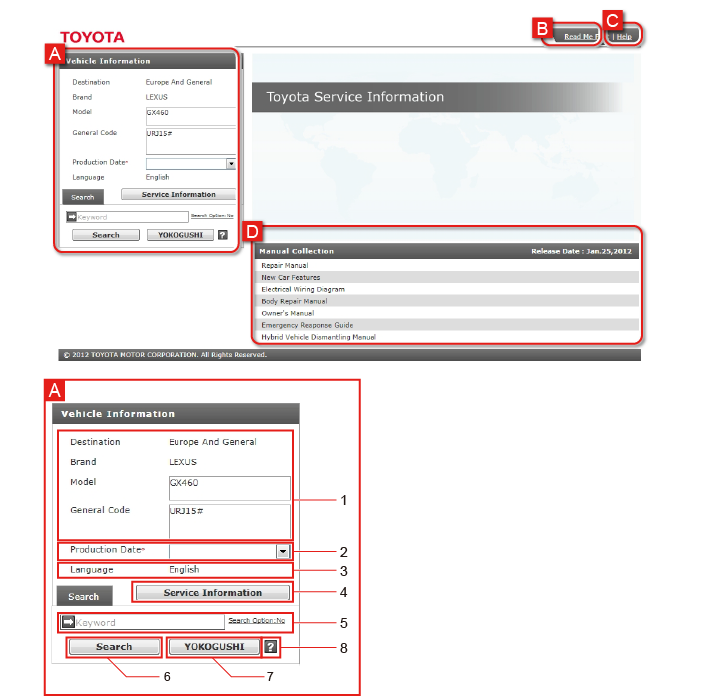 TOYOTA
B
Read Me F
C
| Help
A
Vehicle Information
Destination Europe And General
Brand LEXUS
Model GX460
General Code URJ15#
Production Date*
Language English
Search Service Information
Keyword Search Option:No
Search YOKOGUSHI ?
Toyota Service Information
D
Manual Collection Release Date : Jan.25,2012
Repair Manual
New Car Features
Electrical Wiring Diagram
Body Repair Manual
Owner's Manual
Emergency Response Guide
Hybrid Vehicle Dismantling Manual
© 2012 TOYOTA MOTOR CORPORATION. All Rights Reserved.
A
Vehicle Information
Destination Europe And General
Brand LEXUS
Model GX460
1
General Code URJ15#
Production Date* 2
Language English 3
Search Service Information 4
Keyword Search Option:No 5
Search YOKOGUSHI ? 8
6 7